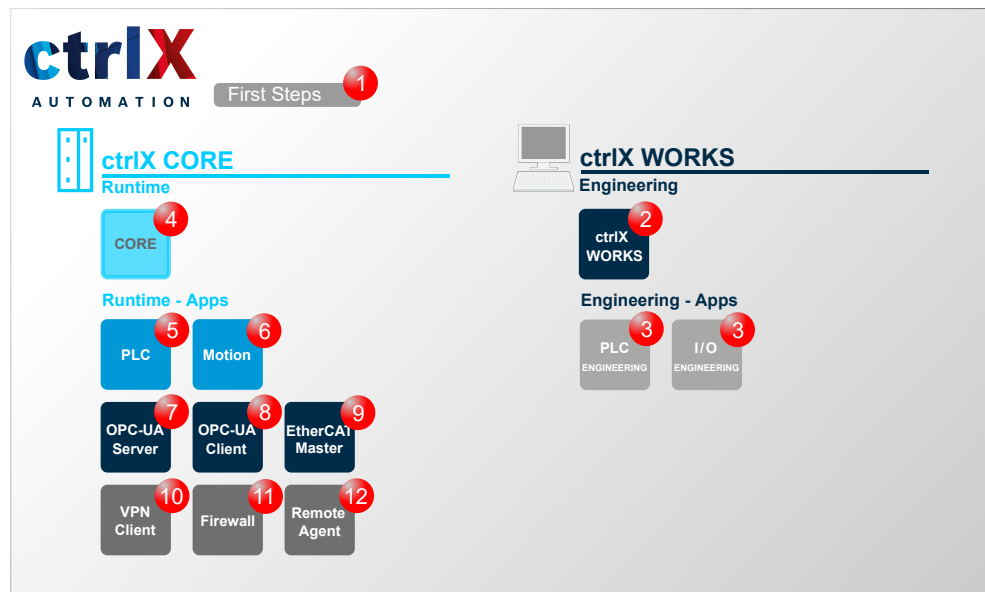 ctrlX
AUTOMATION
First Steps 1
ctrlX CORE
Runtime
4
CORE
Runtime - Apps
5
PLC
6
Motion
7
OPC-UA
Server
8
OPC-UA
Client
9
EtherCAT
Master
10
VPN
Client
11
Firewall
12
Remote
Agent
ctrlX WORKS
Engineering
2
ctrlX
WORKS
Engineering - Apps
3
PLC
ENGINEERING
3
I/O
ENGINEERING